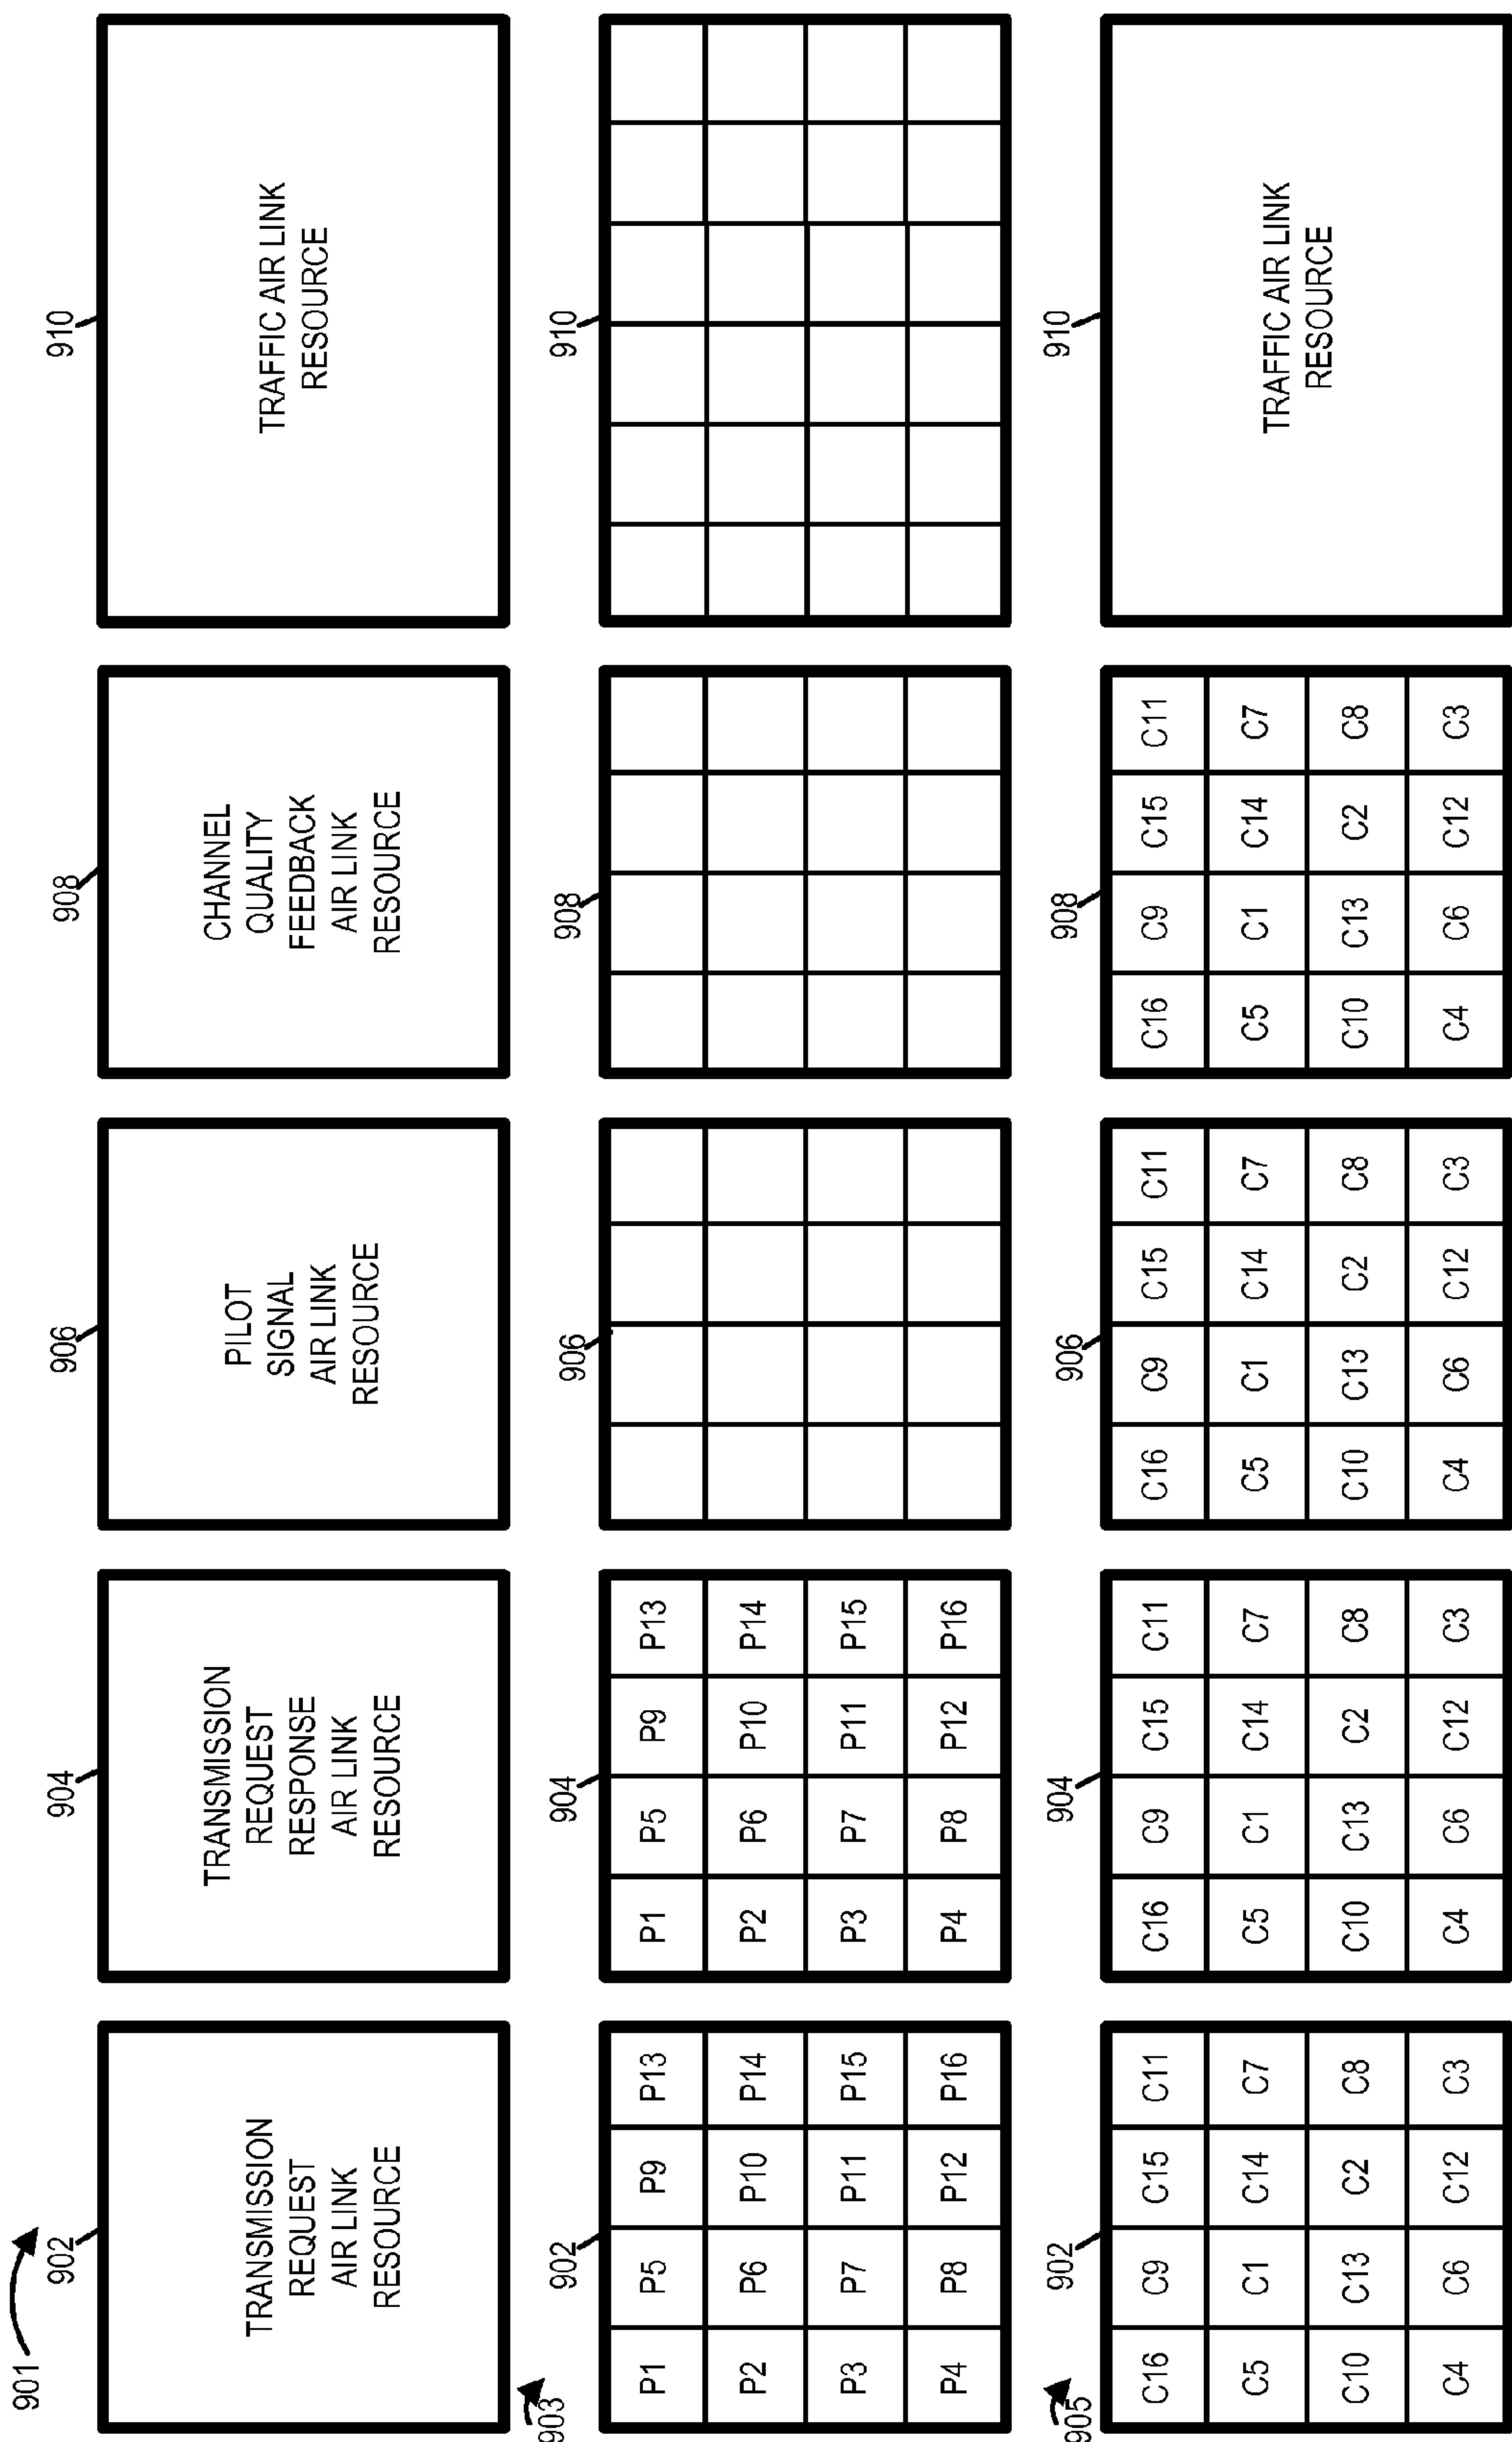 901
902
904
906
908
910
TRANSMISSION
REQUEST
AIR LINK
RESOURCE
TRANSMISSION
REQUEST
RESPONSE
AIR LINK
RESOURCE
PILOT
SIGNAL
AIR LINK
RESOURCE
CHANNEL
QUALITY
FEEDBACK
AIR LINK
RESOURCE
TRAFFIC AIR LINK
RESOURCE
903
902
904
906
908
910
P1 P5 P9 P13
P2 P6 P10 P14
P3 P7 P11 P15
P4 P8 P12 P16
P1 P5 P9 P13
P2 P6 P10 P14
P3 P7 P11 P15
P4 P8 P12 P16
905
902
904
906
908
910
C16 C9 C15 C11
C5 C1 C14 C7
C10 C13 C2 C8
C4 C6 C12 C3
C16 C9 C15 C11
C5 C1 C14 C7
C10 C13 C2 C8
C4 C6 C12 C3
C16 C9 C15 C11
C5 C1 C14 C7
C10 C13 C2 C8
C4 C6 C12 C3
C16 C9 C15 C11
C5 C1 C14 C7
C10 C13 C2 C8
C4 C6 C12 C3
TRAFFIC AIR LINK
RESOURCE